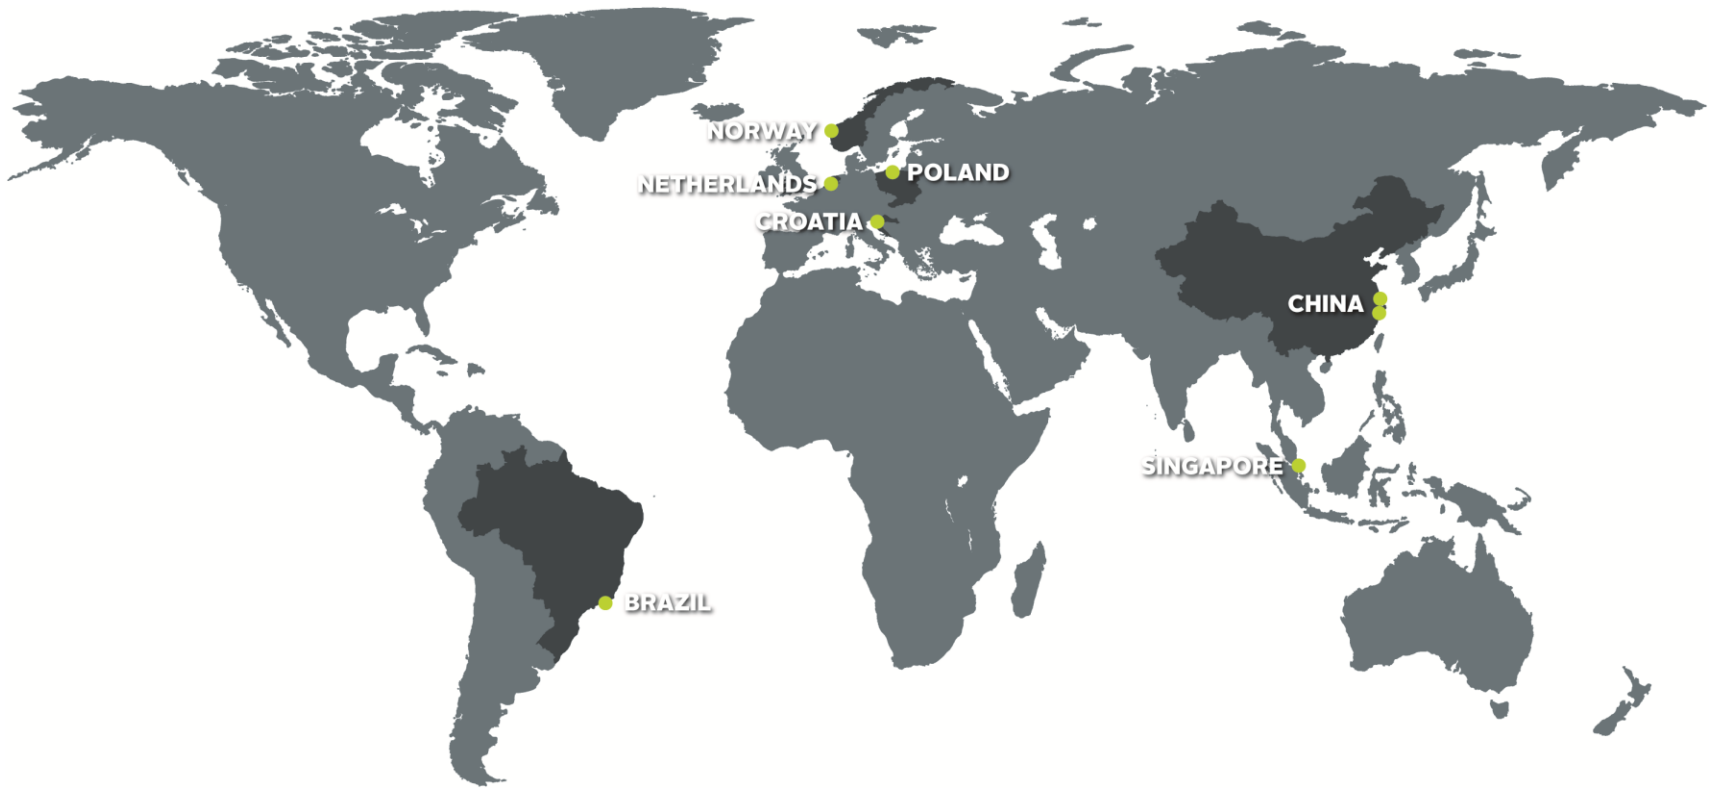 NORWAY
POLAND
NETHERLANDS
CROATIA
CHINA
SINGAPORE
BRAZIL